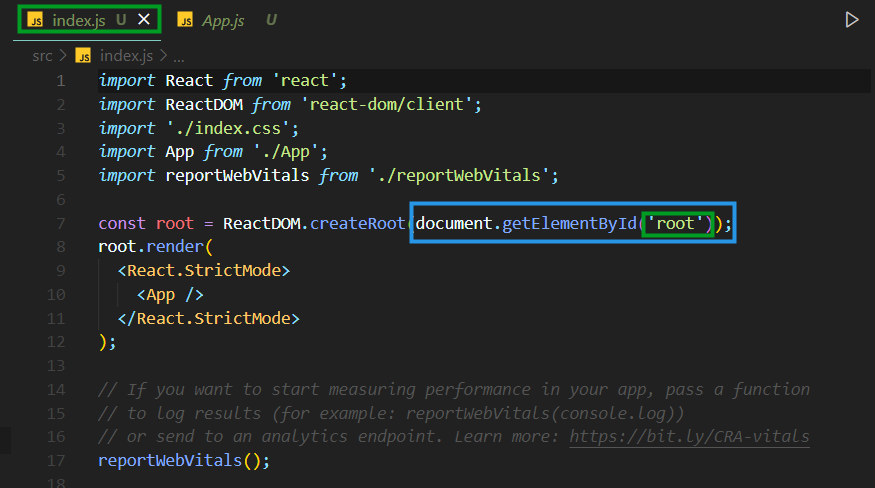 JS index.js U × JS App.js U
src > JS index.js > ...
1 import React from 'react';
2 import ReactDOM from 'react-dom/client';
3 import './index.css';
4 import App from './App';
5 import reportWebVitals from './reportWebVitals';
6
7 const root = ReactDOM.createRoot(document.getElementById('root'));
8 root.render(
9 <React.StrictMode>
10 <App />
11 </React.StrictMode>
12 );
13
14 // If you want to start measuring performance in your app, pass a function
15 // to log results (for example: reportWebVitals(console.log))
16 // or send to an analytics endpoint. Learn more: https://bit.ly/CRA-vitals
17 reportWebVitals();
18